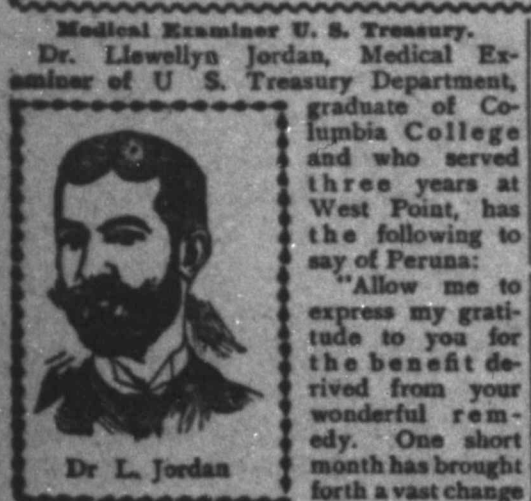 Medical Examiner U. S. Treasury.
Dr. Llewellyn Jordan, Medical Ex-
aminer of U S. Treasury Department,
graduate of Co-
lumbia College
and who served
three years at
West Point, has
the following to
say of Peruna:
"Allow me to
express my grati-
tude to you for
the benefit de-
rived from your
wonderful rem-
edy. One short
month has brought
forth a vast change
Dr L. Jordan